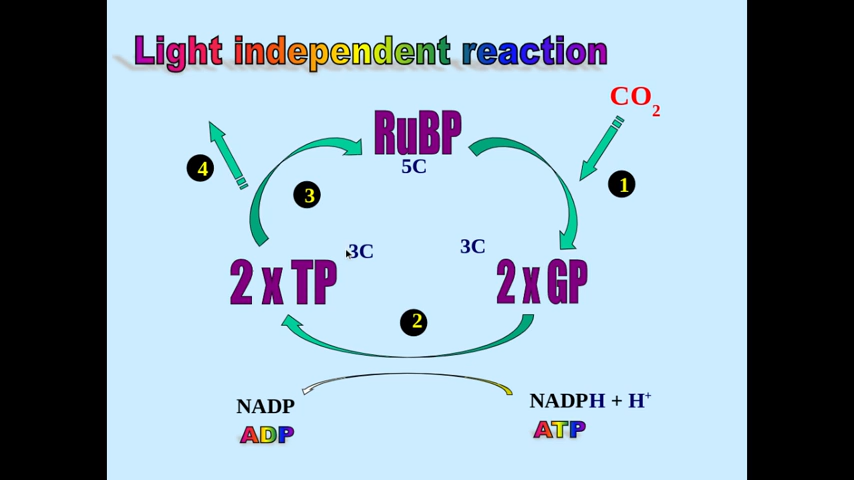 Light independent reaction
CO2
RuBP
5C
4
3
1
3C
3C
2 x TP
2 x GP
2
NADP
NADPH + H+
ADP
ATP